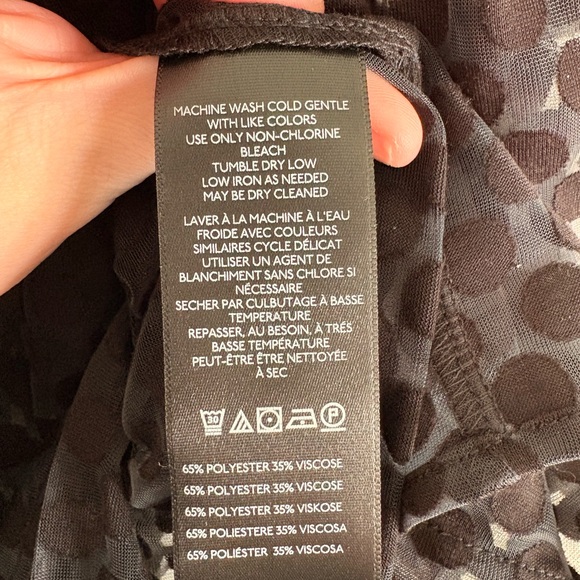 MACHINE WASH COLD GENTLE
WITH LIKE COLORS
USE ONLY NON-CHLORINE
BLEACH
TUMBLE DRY LOW
LOW IRON AS NEEDED
MAY BE DRY CLEANED
LAVER À LA MACHINE À L'EAU
FROIDE AVEC COULEURS
SIMILAIRES CYCLE DÉLICAT
UTILISER UN AGENT DE
BLANCHIMENT SANS CHLORE SI
NÉCESSAIRE
SECHER PAR CULBUTAGE À BASSE
TEMPERATURE
REPASSER, AU BESOIN, À TRÉS
BASSE TEMPÉRATURE
PEUT-ÊTRE ÊTRE NETTOYÉE
À SEC
30 P
65% POLYESTER 35% VISCOSE
65% POLYESTER 35% VISCOSE
65% POLYESTER 35% VISKOSE
65% POLIESTERE 35% VISCOSA
65% POLIÉSTER 35% VISCOSA